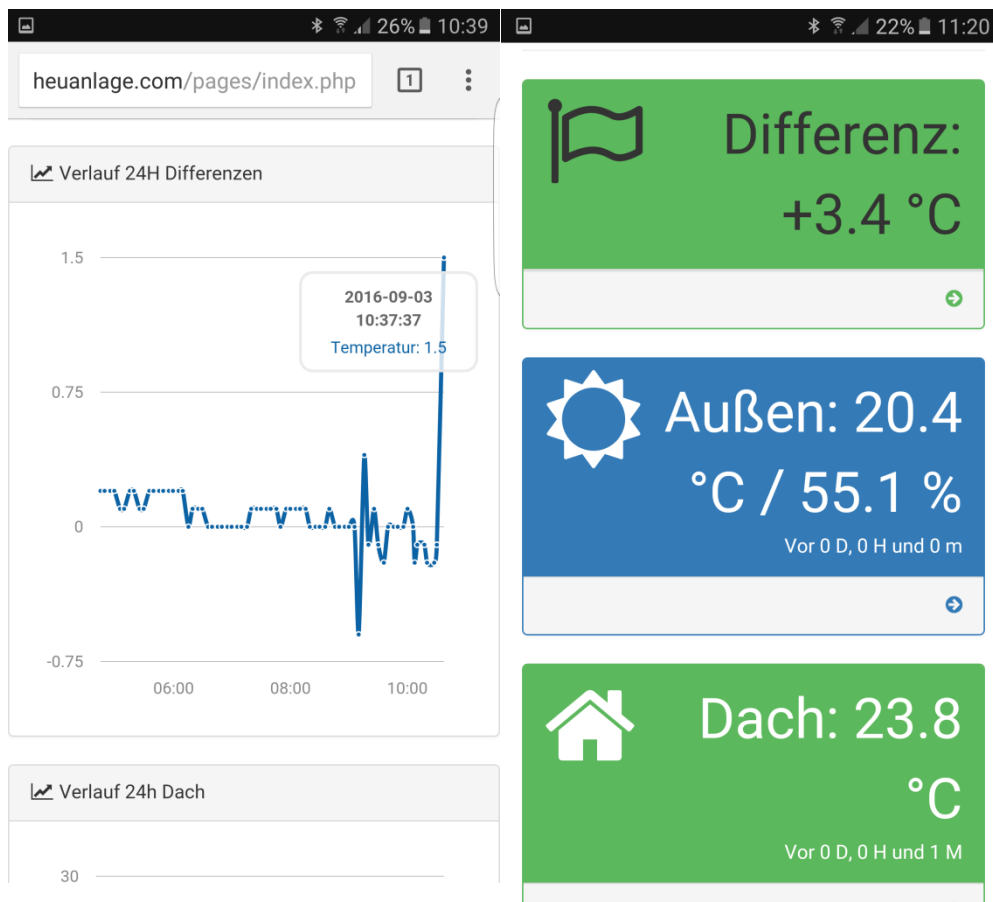 26% 10:39
heuanlage.com/pages/index.php
1
Verlauf 24H Differenzen
1.5
2016-09-03
10:37:37
Temperatur: 1.5
0.75
0
-0.75
06:00 08:00 10:00
Verlauf 24h Dach
30
22% 11:20
Differenz:
+3.4 °C
Außen: 20.4
°C / 55.1 %
Vor 0 D, 0 H und 0 m
Dach: 23.8
°C
Vor 0 D, 0 H und 1 M